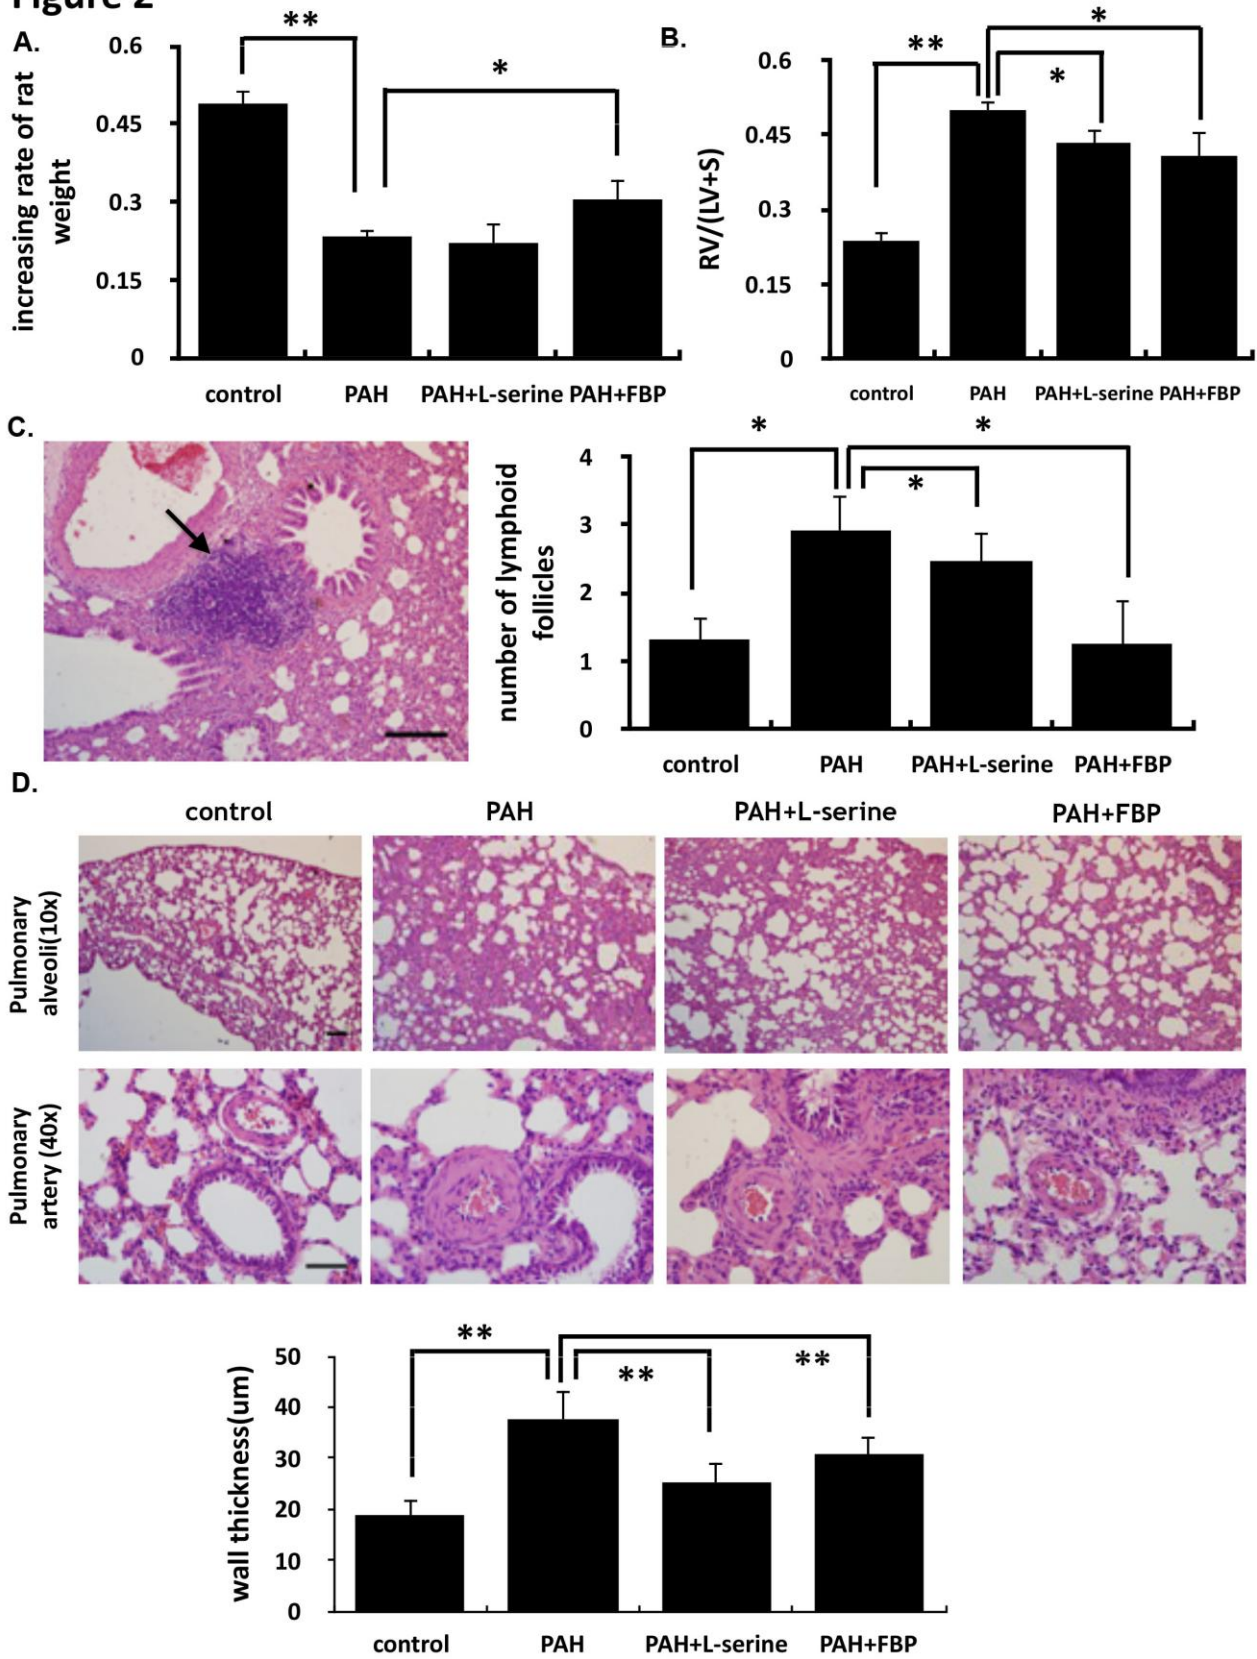 Figure 2
A.
**
*
increasing rate of rat
weight
0.6
0.45
0.3
0.15
0
control PAH PAH+L-serine PAH+FBP
B.
**
*
*
RV/(LV+S)
0.6
0.45
0.3
0.15
0
control PAH PAH+L-serine PAH+FBP
C.
*
*
*
number of lymphoid
follicles
4
3
2
1
0
control PAH PAH+L-serine PAH+FBP
D.
control PAH PAH+L-serine PAH+FBP
Pulmonary
alveoli(10x)
Pulmonary
artery (40x)
**
**
**
wall thickness(um)
50
40
30
20
10
0
control PAH PAH+L-serine PAH+FBP